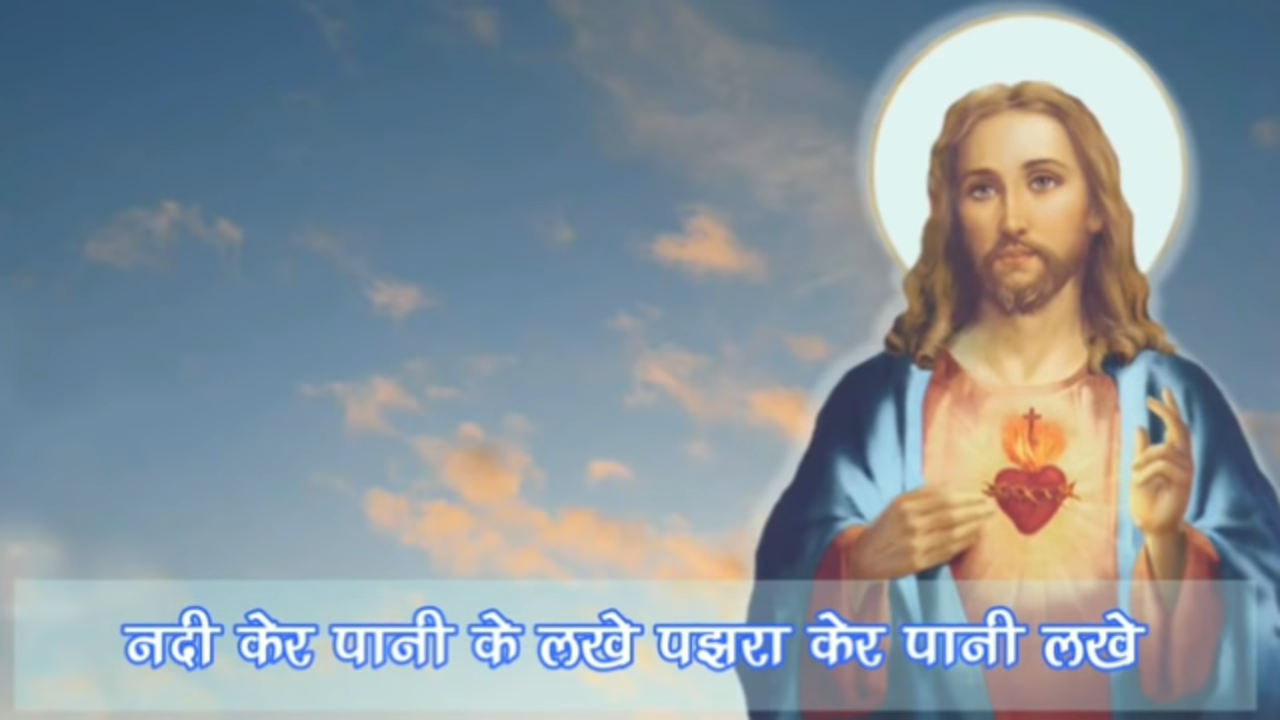 नदी केर पानी के लखे पझरा केर पानी लखे